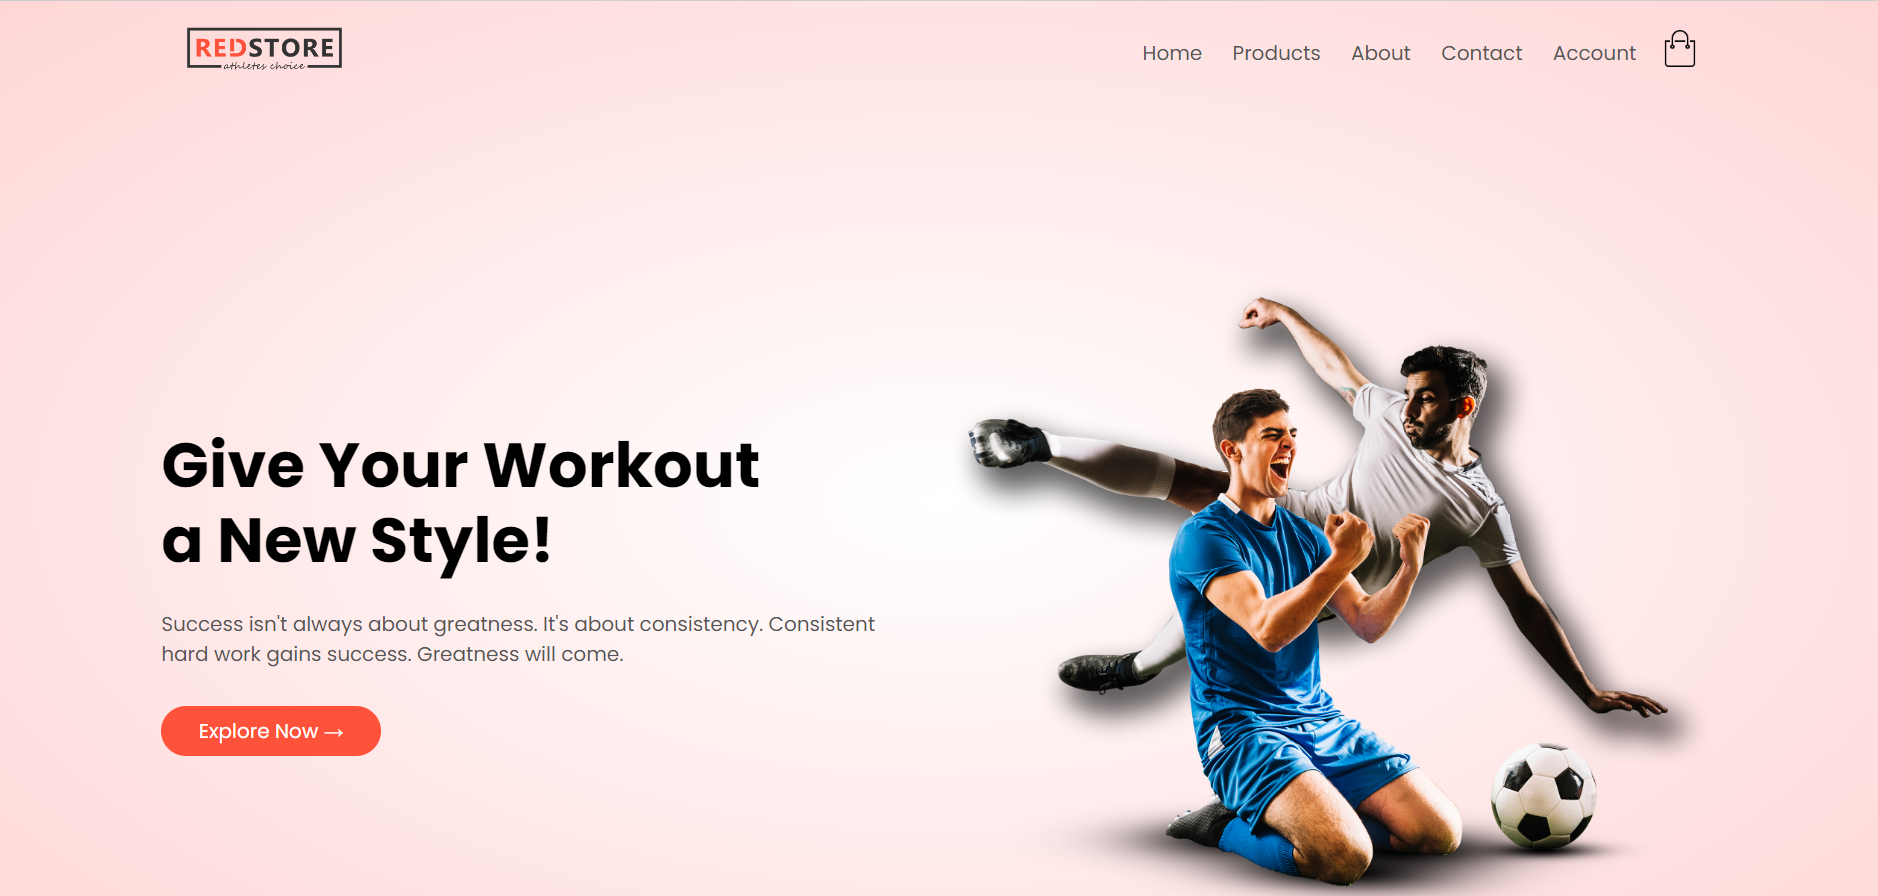 REDSTORE
athletes choice
Home Products About Contact Account
Give Your Workout
a New Style!
Success isn't always about greatness. It's about consistency. Consistent
hard work gains success. Greatness will come.
Explore Now →